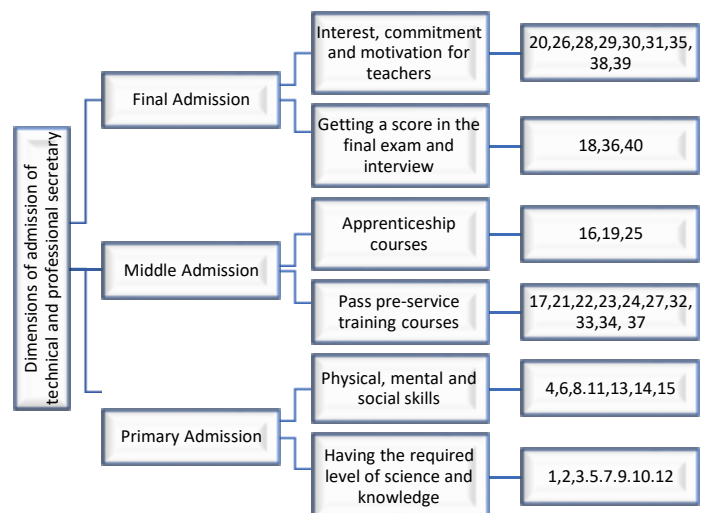 Dimensions of admission of
technical and professional secretary
Final Admission
Interest, commitment
and motivation for
teachers
20,26,28,29,30,31,35,
38,39
Getting a score in the
final exam and
interview
18,36,40
Middle Admission
Apprenticeship
courses
16,19,25
Pass pre-service
training courses
17,21,22,23,24,27,32,
33,34, 37
Primary Admission
Physical, mental and
social skills
4,6,8.11,13,14,15
Having the required
level of science and
knowledge
1,2,3.5.7.9.10.12